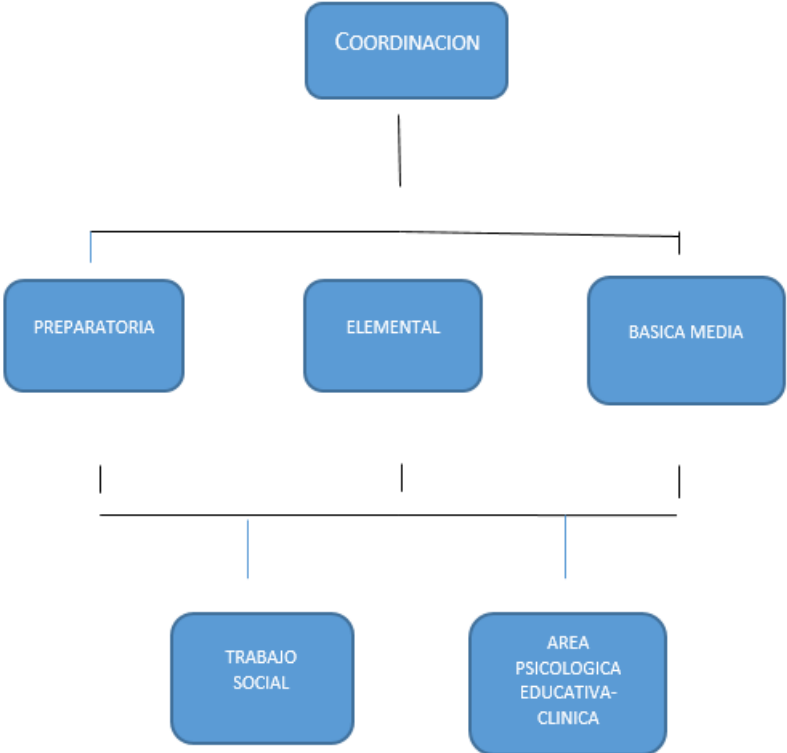 COORDINACION
PREPARATORIA
ELEMENTAL
BASICA MEDIA
TRABAJO
SOCIAL
AREA
PSICOLOGICA
EDUCATIVA-
CLINICA